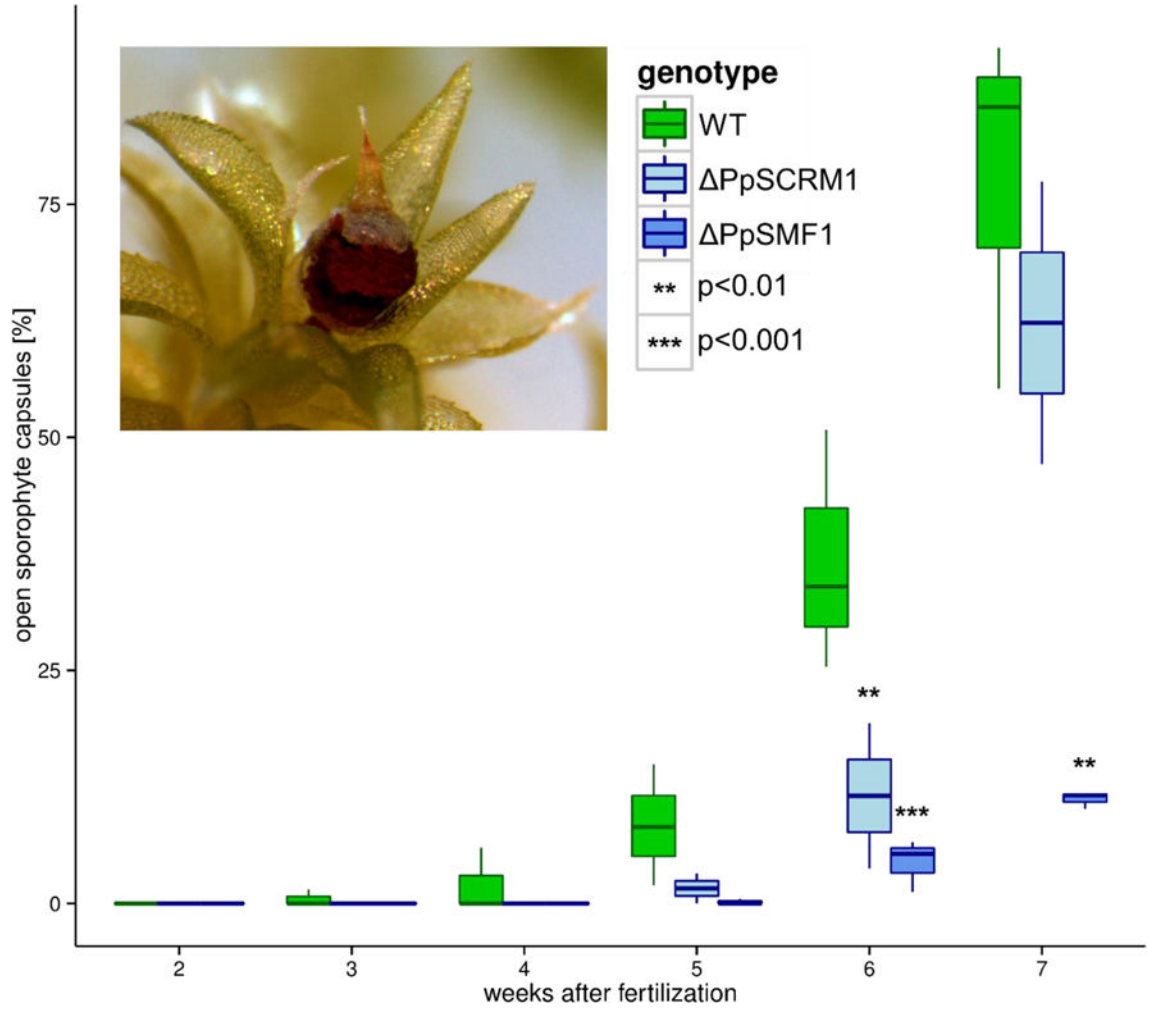 genotype
WT
ΔPpSCRM1
ΔPpSMF1
** p<0.01
*** p<0.001
open sporophyte capsules [%]
75
50
25
0
**
***
**
2 3 4 5 6 7
weeks after fertilization